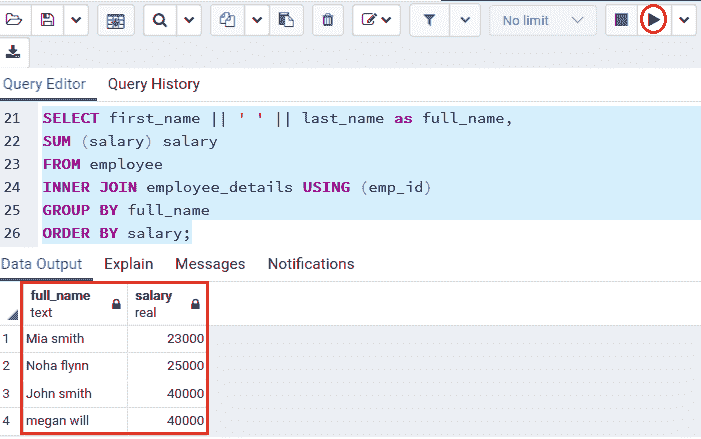 No limit
Query Editor Query History
21 SELECT first_name || ' ' || last_name as full_name,
22 SUM (salary) salary
23 FROM employee
24 INNER JOIN employee_details USING (emp_id)
25 GROUP BY full_name
26 ORDER BY salary;
Data Output Explain Messages Notifications
full_name salary
text real
1 Mia smith 23000
2 Noha flynn 25000
3 John smith 40000
4 megan will 40000